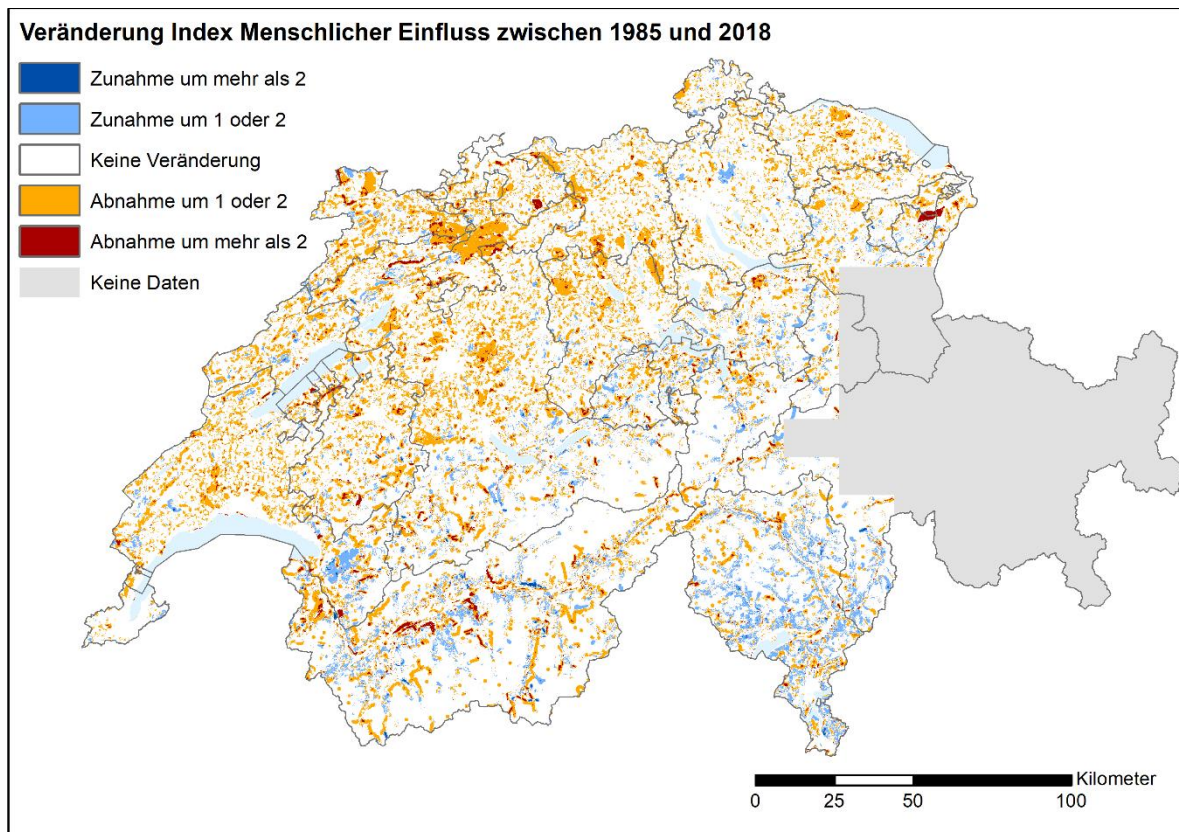 Veränderung Index Menschlicher Einfluss zwischen 1985 und 2018
Zunahme um mehr als 2
Zunahme um 1 oder 2
Keine Veränderung
Abnahme um 1 oder 2
Abnahme um mehr als 2
Keine Daten
Kilometer
0 25 50 100